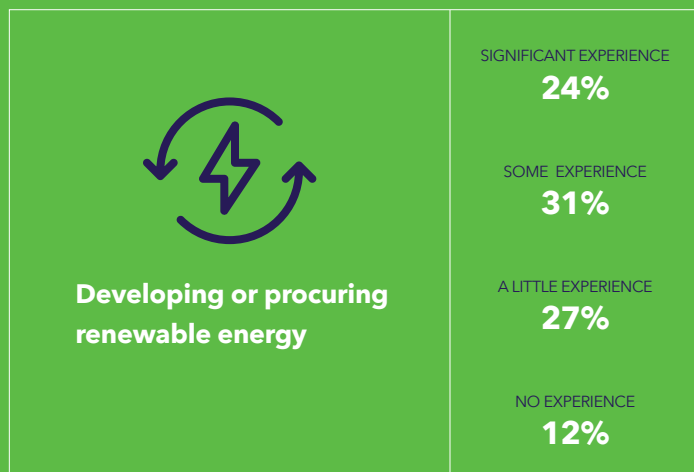 Developing or procuring
renewable energy
SIGNIFICANT EXPERIENCE
24%
SOME EXPERIENCE
31%
A LITTLE EXPERIENCE
27%
NO EXPERIENCE
12%